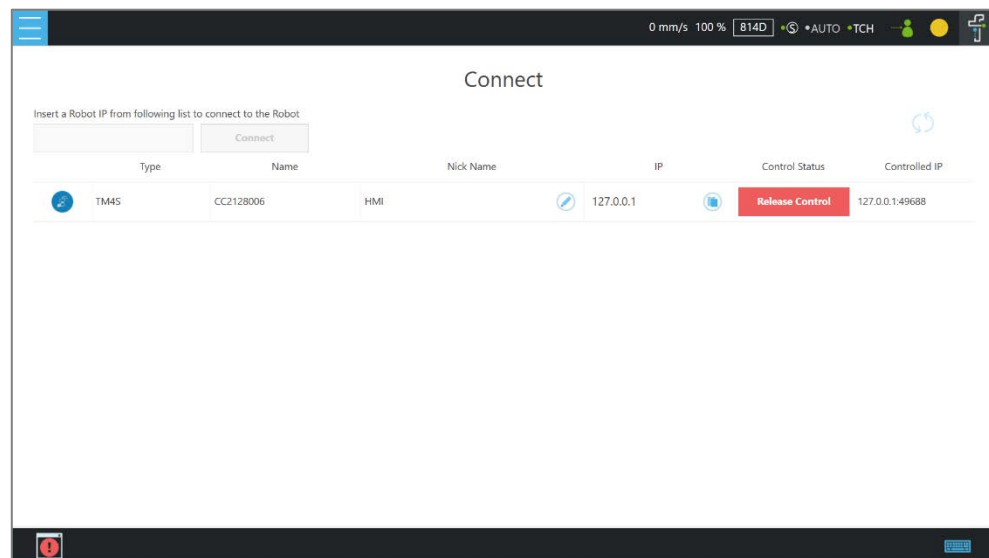 0 mm/s 100 % 814D S AUTO TCH
Connect
Insert a Robot IP from following list to connect to the Robot
Connect
Type Name Nick Name IP Control Status Controlled IP
TM4S CC2128006 HMI 127.0.0.1 Release Control 127.0.0.1:49688